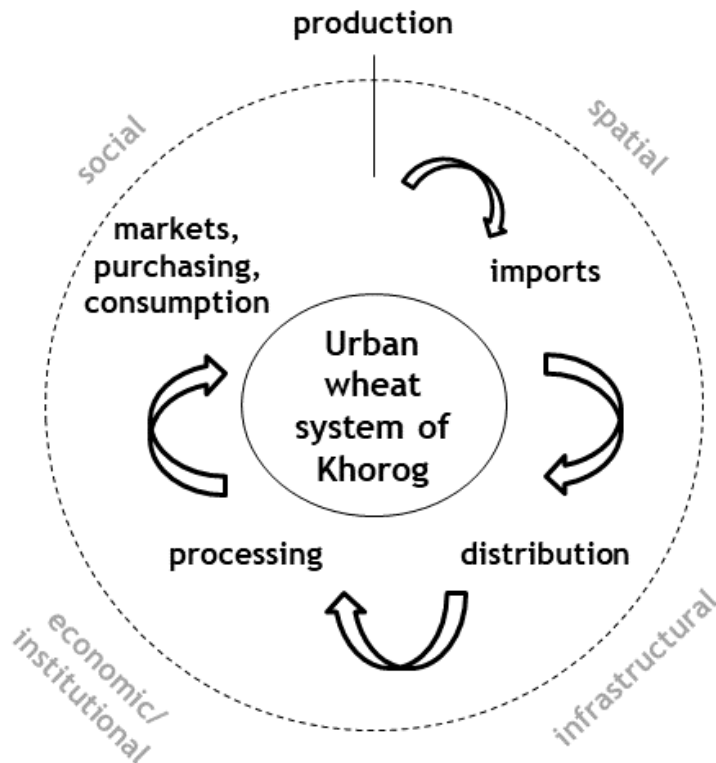 production
social
spatial
markets,
purchasing,
consumption
imports
Urban
wheat
system of
Khorog
processing
distribution
economic/
institutional
infrastructural